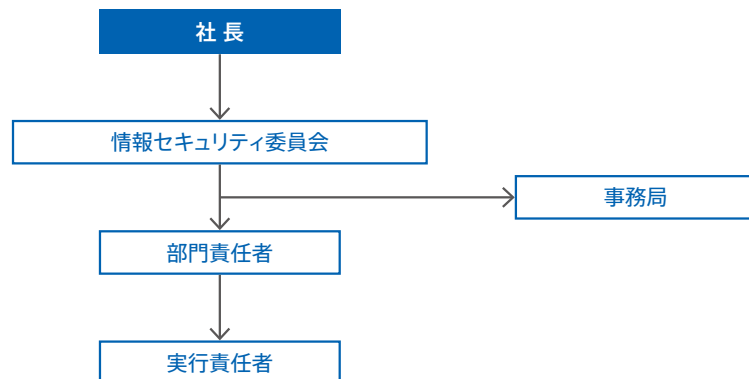 社 長
情報セキュリティ委員会
事務局
部門責任者
実行責任者